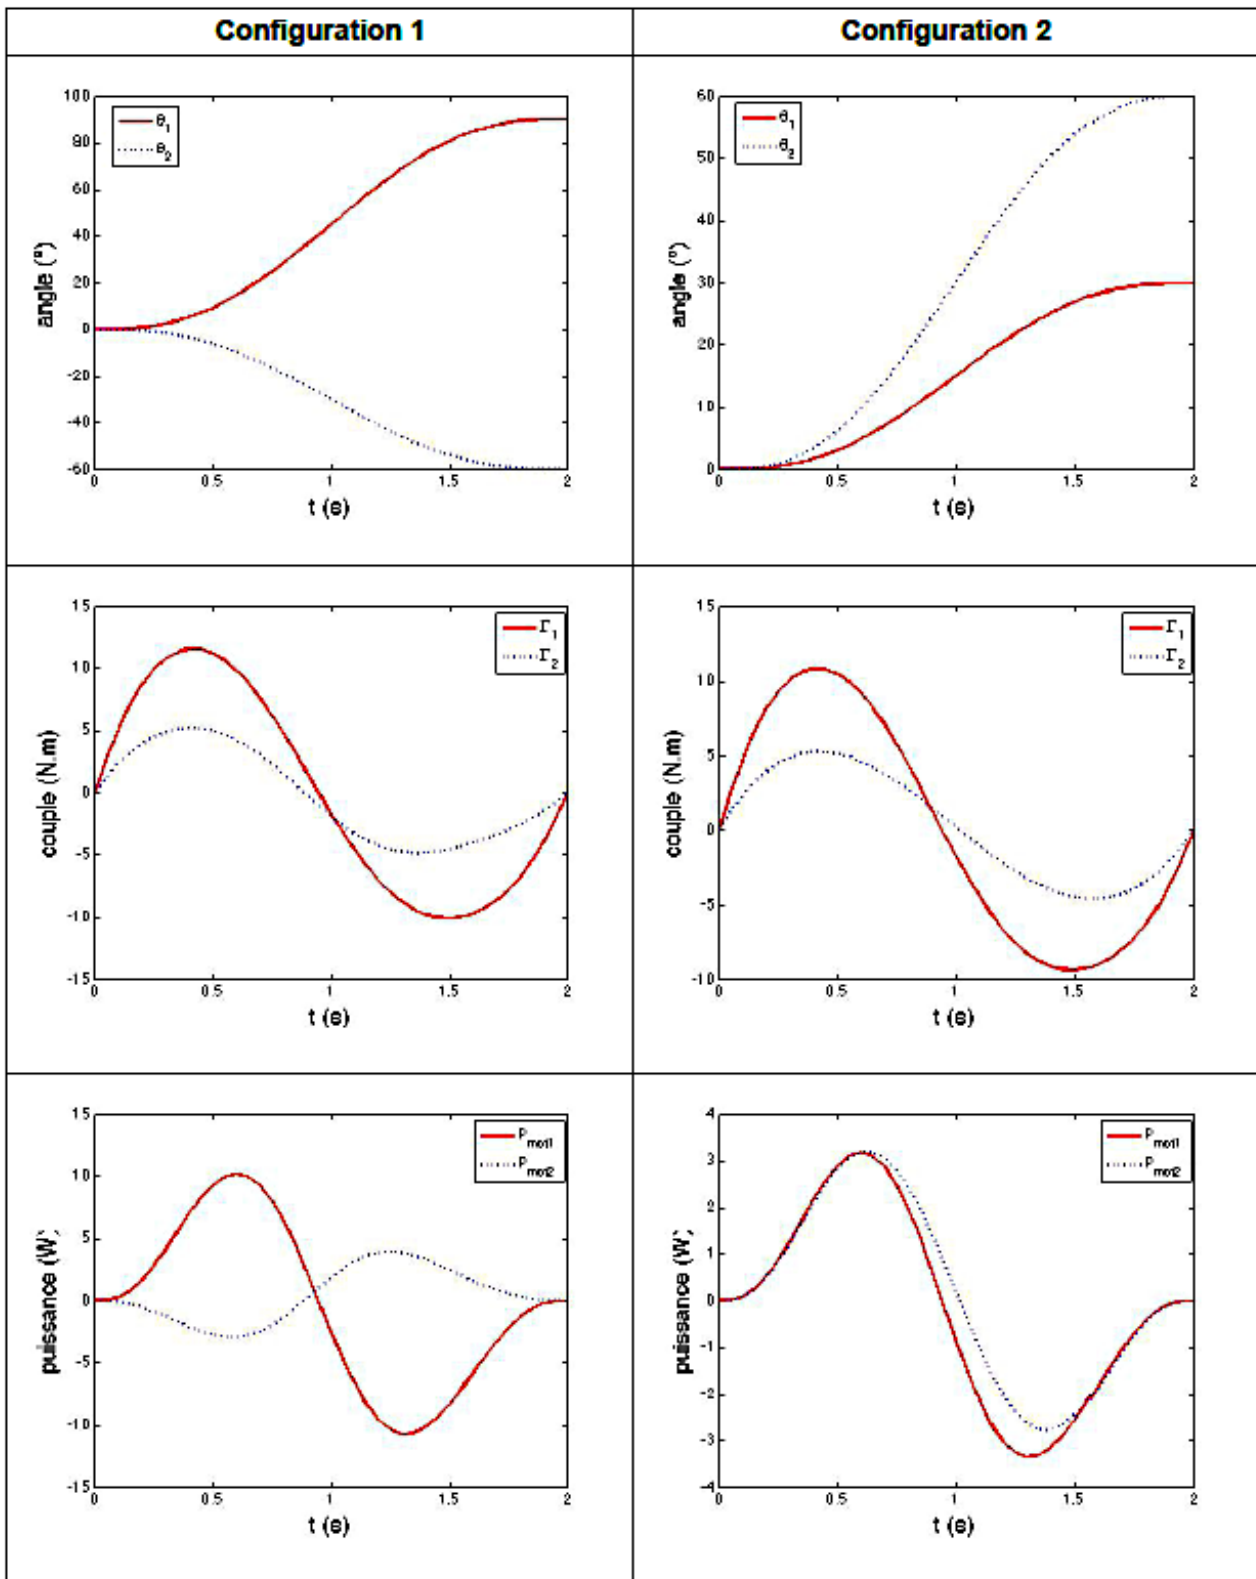 Configuration 1
Configuration 2
100
80
60
40
20
0
-20
-40
-60
0
0.5
1
1.5
2
angle (°)
t (s)
θ1
θ2
60
50
40
30
20
10
0
0
0.5
1
1.5
2
angle (°)
t (s)
θ1
θ2
15
10
5
0
-5
-10
-15
0
0.5
1
1.5
2
couple (N.m)
t (s)
Γ1
Γ2
15
10
5
0
-5
-10
0
0.5
1
1.5
2
couple (N.m)
t (s)
Γ1
Γ2
15
10
5
0
-5
-10
-15
0
0.5
1
1.5
2
puissance (W)
t (s)
Pmot1
Pmot2
4
3
2
1
0
-1
-2
-3
-4
0
0.5
1
1.5
2
puissance (W)
t (s)
Pmot1
Pmot2